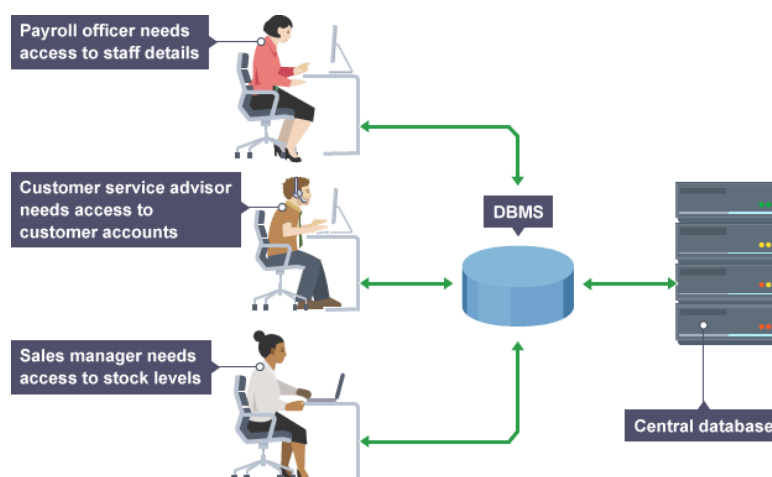 Payroll officer needs
access to staff details
Customer service advisor
needs access to
customer accounts
DBMS
Sales manager needs
access to stock levels
Central database